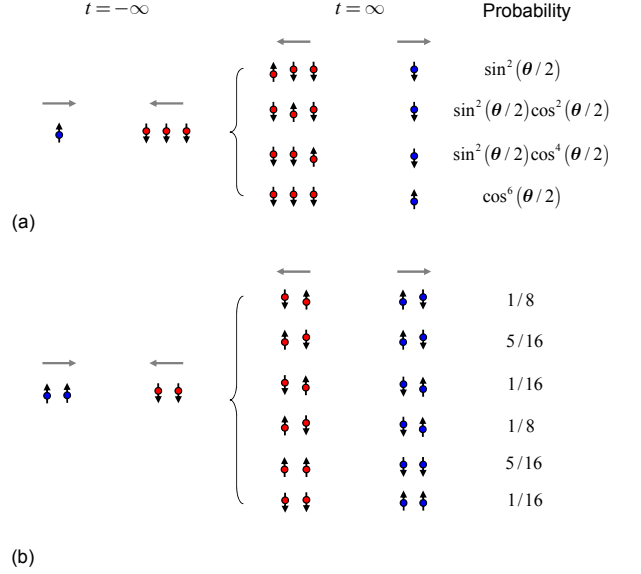 t = −∞ t = ∞ Probability
sin²(θ/2)
sin²(θ/2)cos²(θ/2)
sin²(θ/2)cos⁴(θ/2)
cos⁶(θ/2)
(a)
1/8
5/16
1/16
1/8
5/16
1/16
(b)